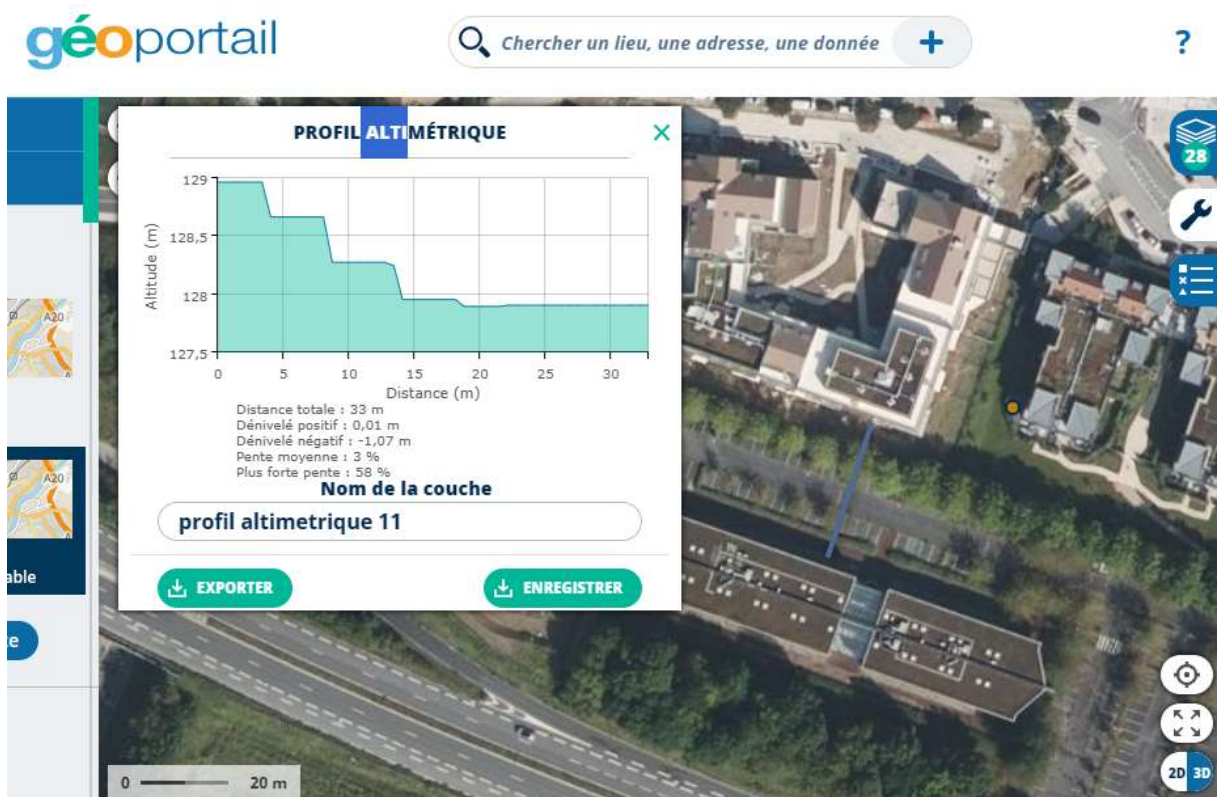 géoportail
Chercher un lieu, une adresse, une donnée
+
?
PROFIL ALTIMÉTRIQUE
×
28
129
128,5
128
127,5
Altitude (m)
0 5 10 15 20 25 30
Distance (m)
Distance totale : 33 m
Dénivelé positif : 0,01 m
Dénivelé négatif : -1,07 m
Pente moyenne : 3 %
Plus forte pente : 58 %
Nom de la couche
profil altimetrique 11
EXPORTER
ENREGISTRER
A20
A20
able
te
0 20 m
2D 3D